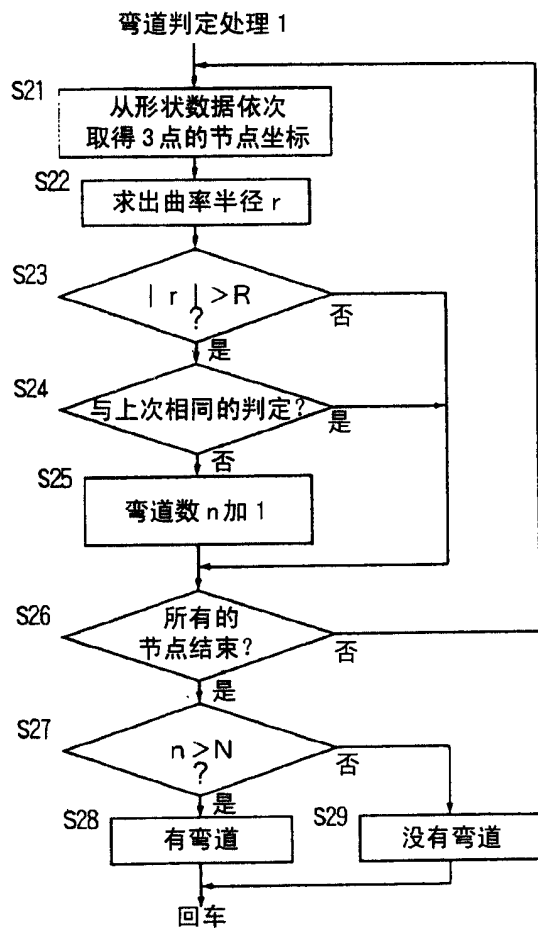 弯道判定处理1
S21
从形状数据依次
取得3点的节点坐标
S22
求出曲率半径r
S23
|r|>R
?
否
是
S24
与上次相同的判定?
是
否
S25
弯道数n加1
S26
所有的
节点结束?
否
是
S27
n>N
?
否
是
S28
有弯道
S29
没有弯道
回车